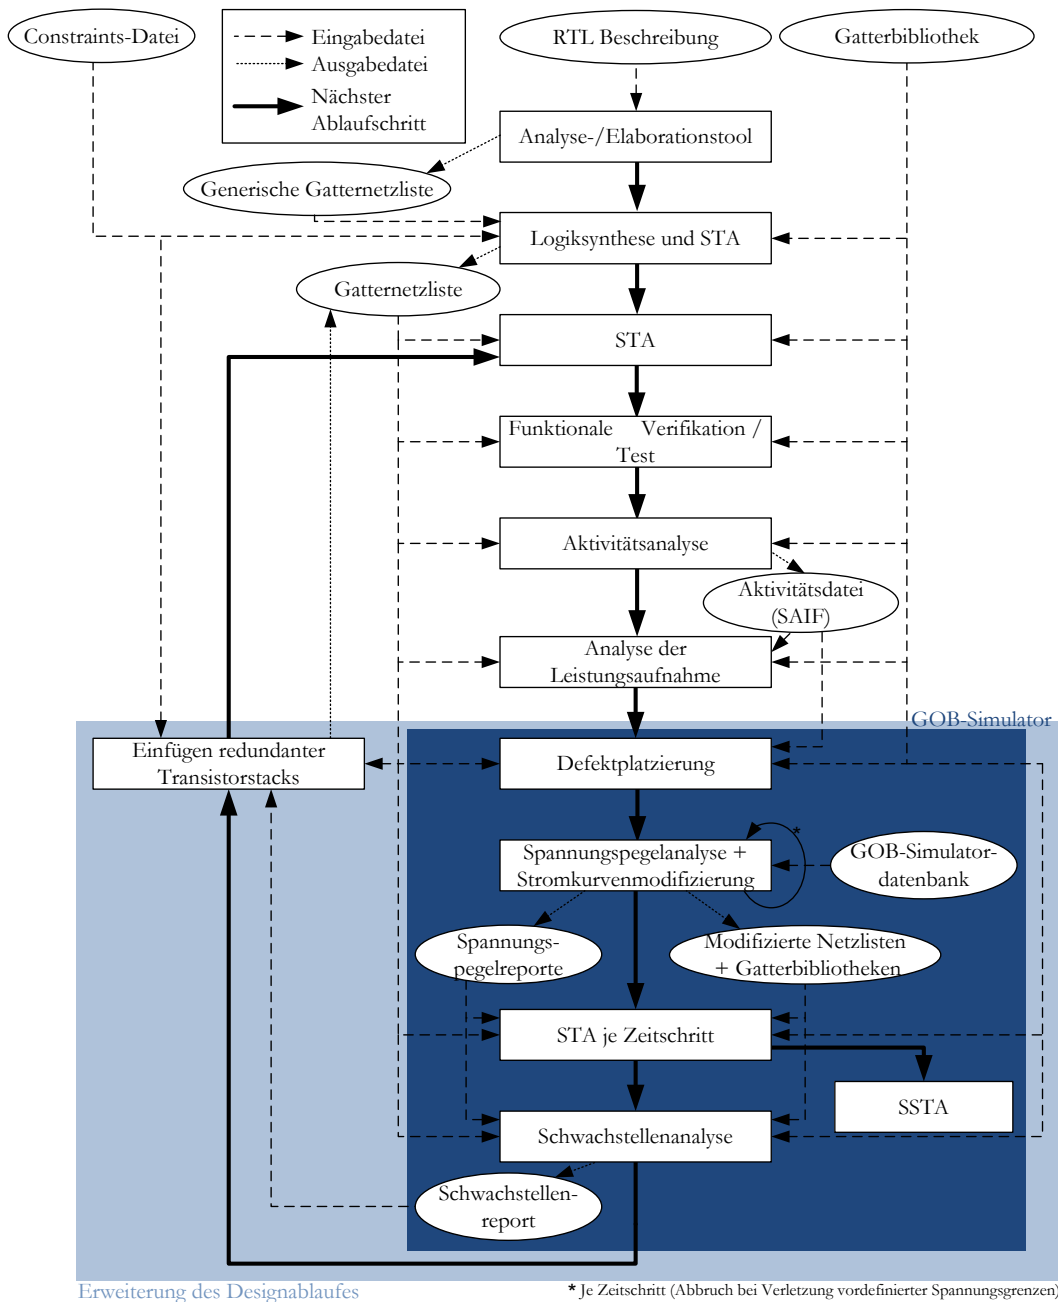 Constraints-Datei
Eingabedatei
Ausgabedatei
Nächster
Ablaufschritt
RTL Beschreibung
Gatterbibliothek
Analyse-/Elaborationstool
Generische Gatternetzliste
Logiksynthese und STA
Gatternetzliste
STA
Funktionale Verifikation /
Test
Aktivitätsanalyse
Aktivitätsdatei
(SAIF)
Analyse der
Leistungsaufnahme
GOB-Simulator
Einfügen redundanter
Transistorstacks
Defektplatzierung
*
Spannungspegelanalyse +
Stromkurvenmodifizierung
GOB-Simulator-
datenbank
Spannungs-
pegelreporte
Modifizierte Netzlisten
+ Gatterbibliotheken
STA je Zeitschritt
SSTA
Schwachstellenanalyse
Schwachstellen-
report
Erweiterung des Designablaufes
* Je Zeitschritt (Abbruch bei Verletzung vordefinierter Spannungsgrenzen)